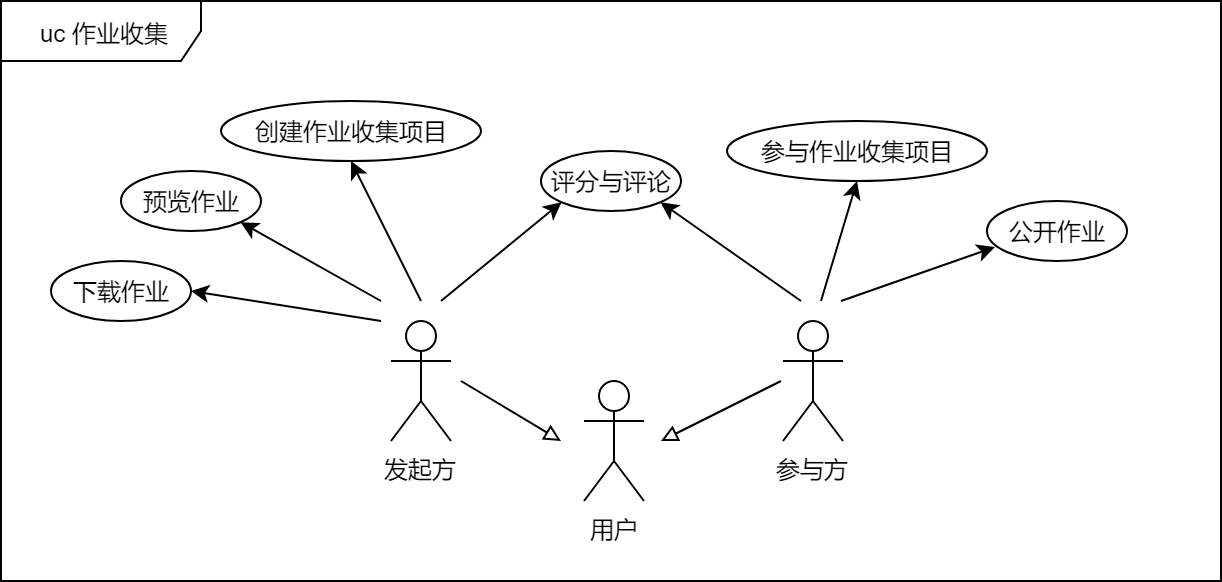 uc 作业收集
创建作业收集项目
参与作业收集项目
评分与评论
预览作业
公开作业
下载作业
发起方
参与方
用户